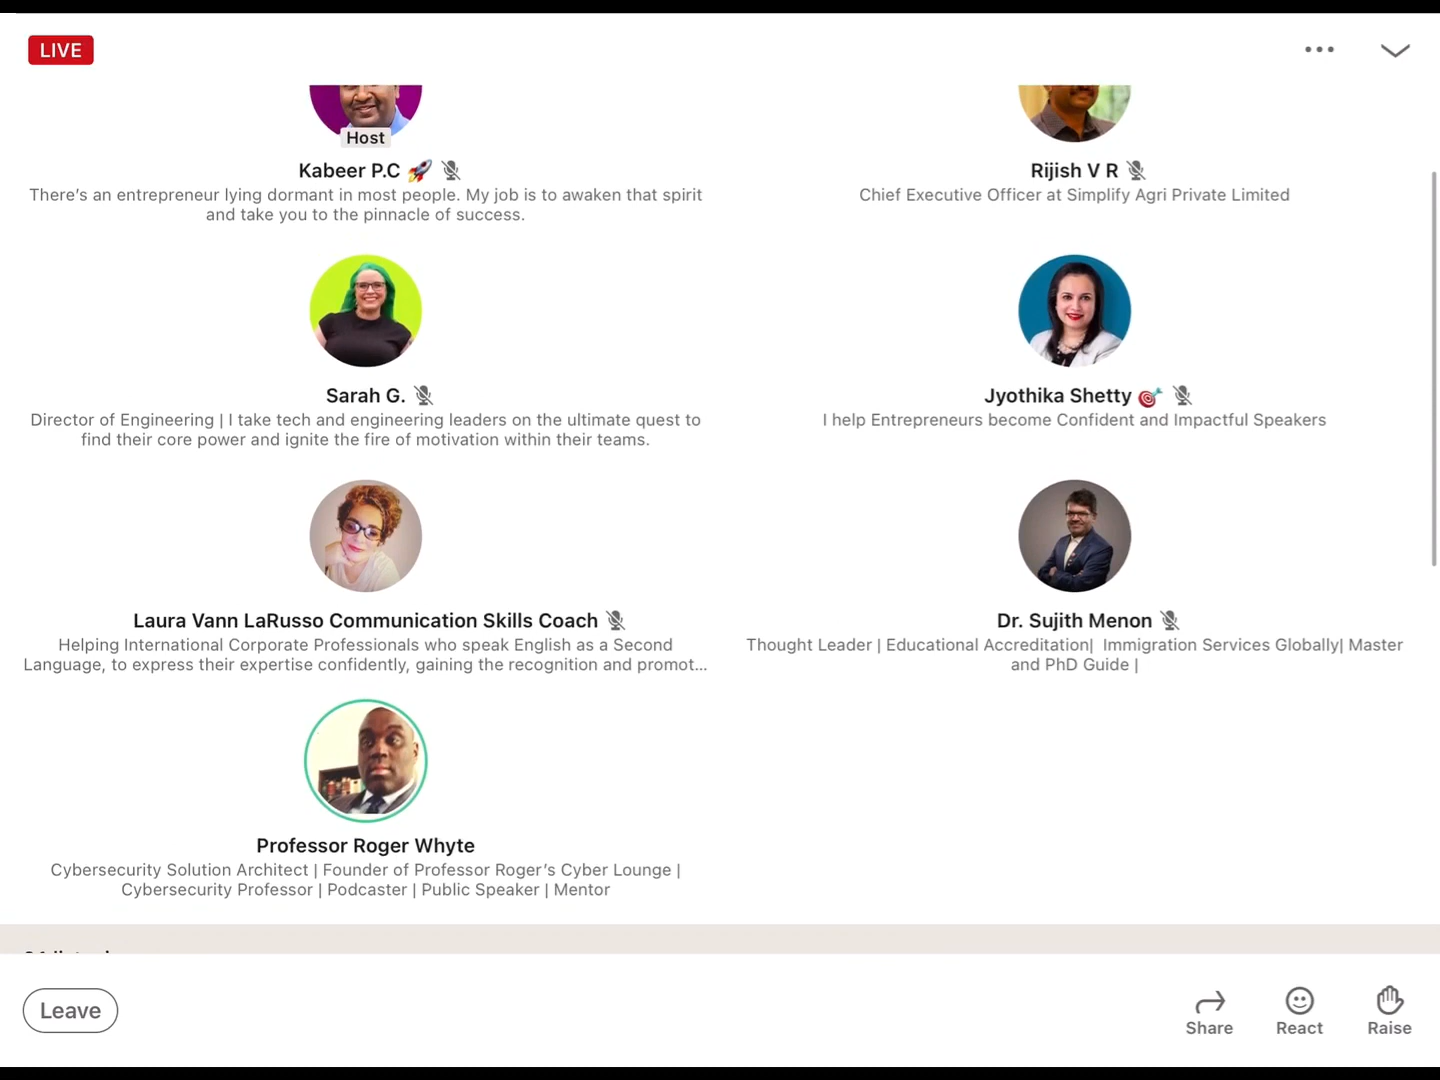 LIVE
Host
Kabeer P.C 🚀
There's an entrepreneur lying dormant in most people. My job is to awaken that spirit
and take you to the pinnacle of success.
Rijish V R
Chief Executive Officer at Simplify Agri Private Limited
Sarah G.
Director of Engineering | I take tech and engineering leaders on the ultimate quest to
find their core power and ignite the fire of motivation within their teams.
Jyothika Shetty 🎯
I help Entrepreneurs become Confident and Impactful Speakers
Laura Vann LaRusso Communication Skills Coach
Helping International Corporate Professionals who speak English as a Second
Language, to express their expertise confidently, gaining the recognition and promot...
Dr. Sujith Menon
Thought Leader | Educational Accreditation|  Immigration Services Globally| Master
and PhD Guide |
Professor Roger Whyte
Cybersecurity Solution Architect | Founder of Professor Roger's Cyber Lounge |
Cybersecurity Professor | Podcaster | Public Speaker | Mentor
Leave
Share
React
Raise